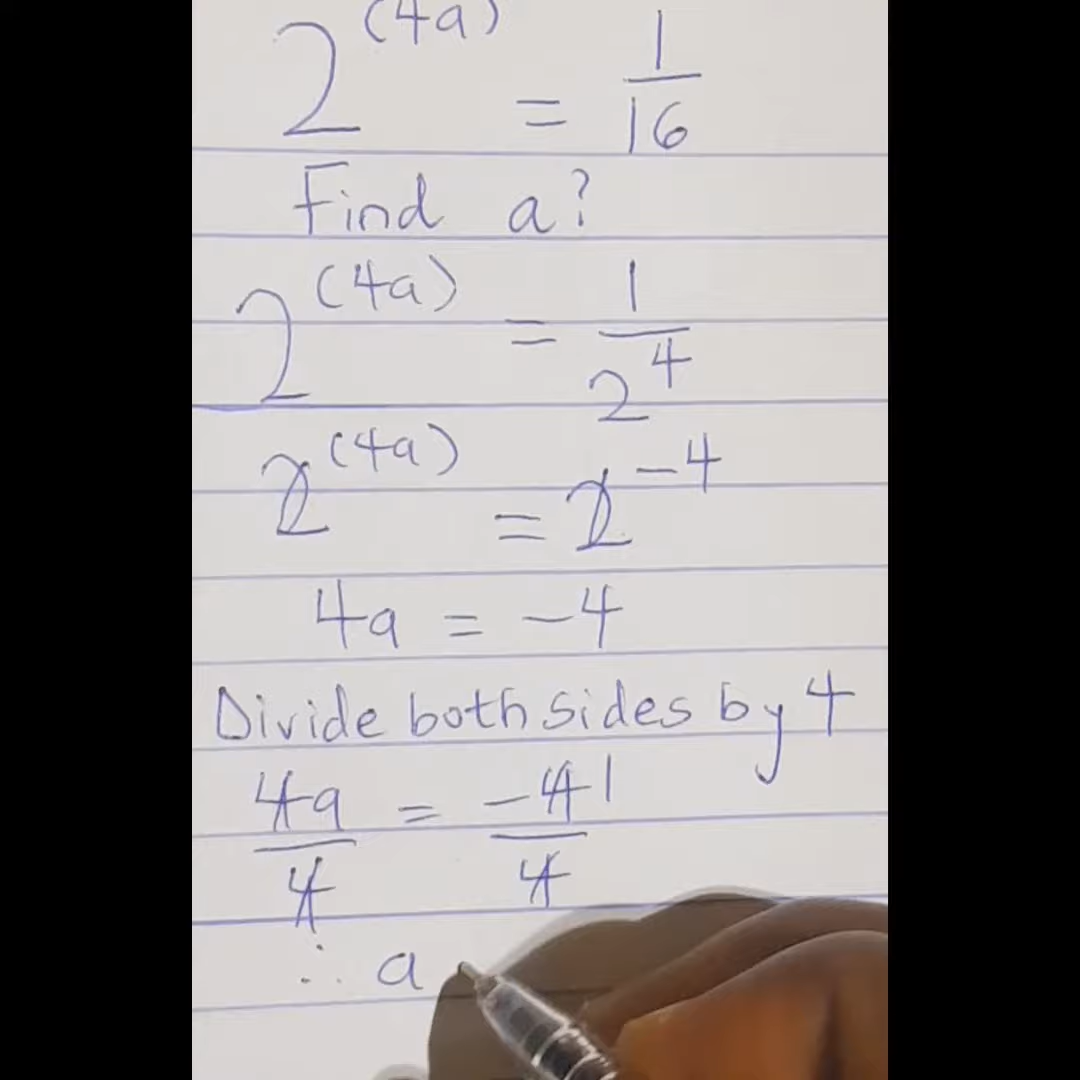 2^(4a) = 1/16
Find a?
2^(4a) = 1/2^4
2^(4a) = 2^-4
4a = -4
Divide both sides by 4
4a/4 = -4 1/4
∴ a